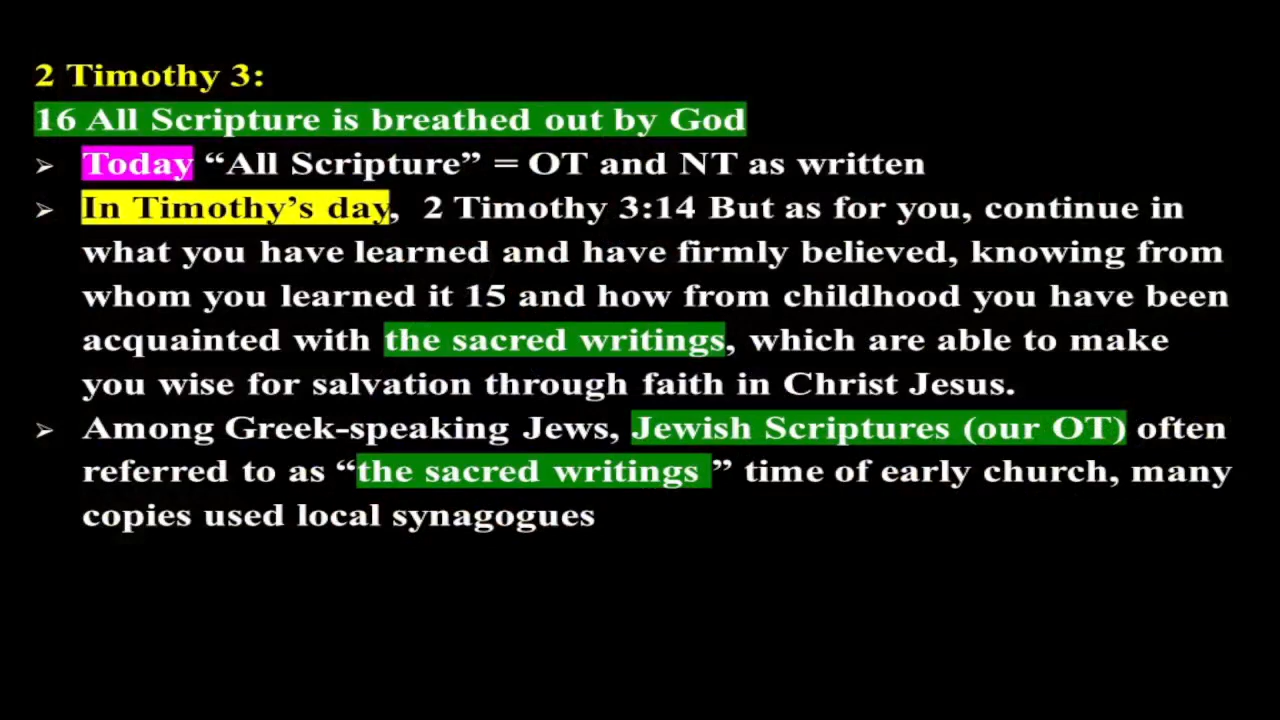 2 Timothy 3:
16 All Scripture is breathed out by God
➢ Today “All Scripture” = OT and NT as written
➢ In Timothy’s day,  2 Timothy 3:14 But as for you, continue in
what you have learned and have firmly believed, knowing from
whom you learned it 15 and how from childhood you have been
acquainted with the sacred writings, which are able to make
you wise for salvation through faith in Christ Jesus.
➢ Among Greek-speaking Jews, Jewish Scriptures (our OT) often
referred to as “the sacred writings ” time of early church, many
copies used local synagogues